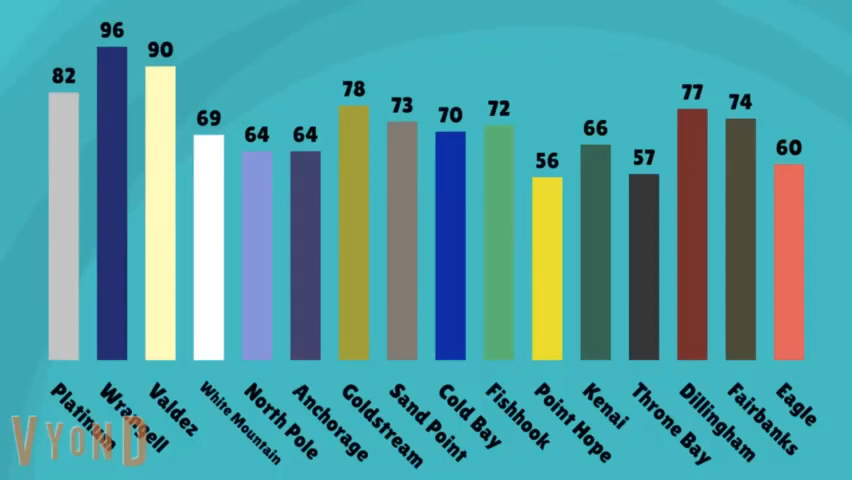 82
96
90
69
64
64
78
73
70
72
56
66
57
77
74
60
Platinum
Wrangell
Valdez
White Mountain
North Pole
Anchorage
Goldstream
Sand Point
Cold Bay
Fishhook
Point Hope
Kenai
Throne Bay
Dillingham
Fairbanks
Eagle
VYOND